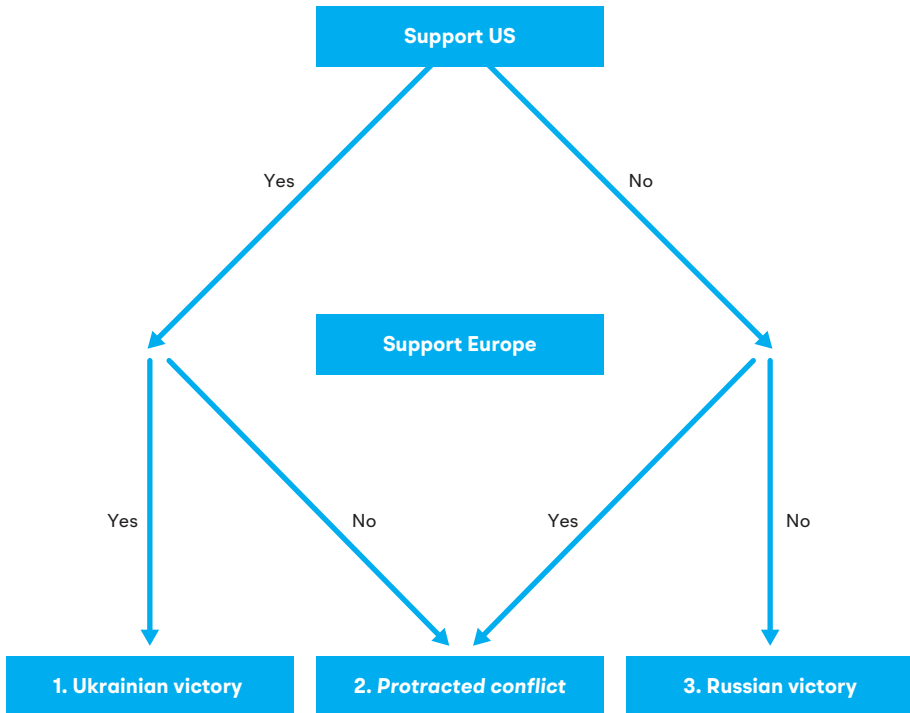 Support US
Yes
No
Support Europe
Yes
No
Yes
No
1. Ukrainian victory
2. Protracted conflict
3. Russian victory